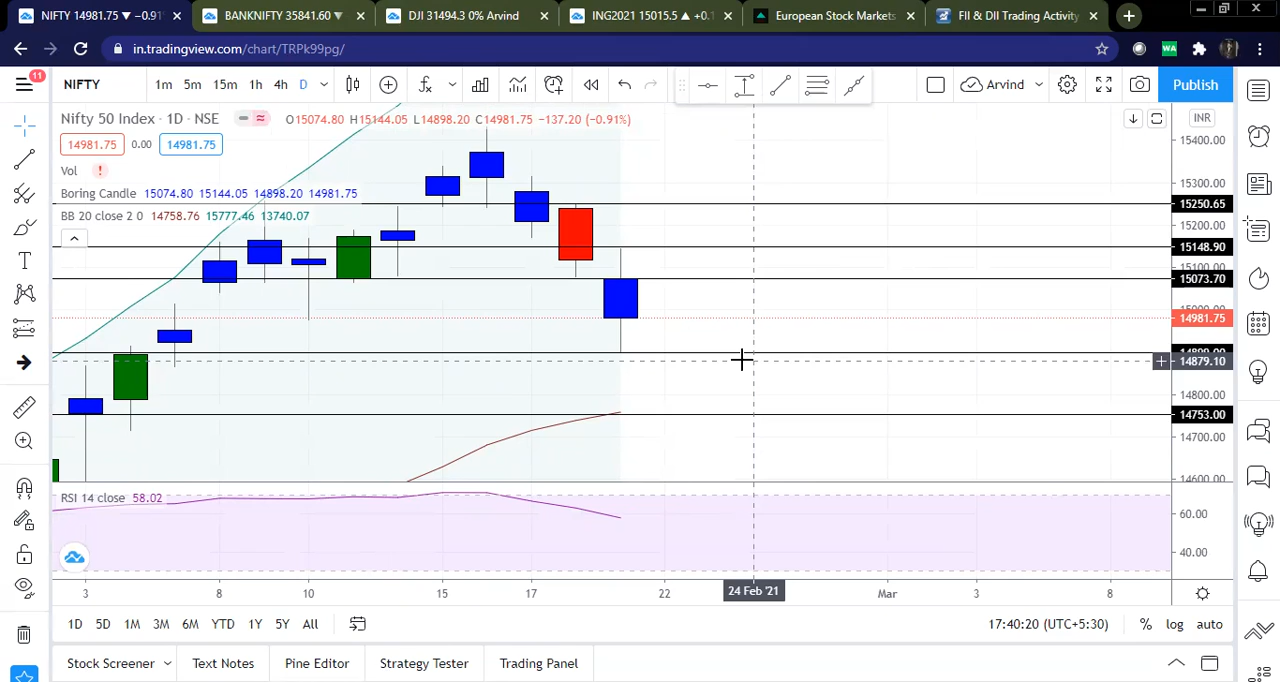 NIFTY 14981.75 ▼ −0.91
BANKNIFTY 35841.60 ▼
DJI 31494.3 0% Arvind
ING2021 15015.5 ▲ +0.1
European Stock Markets
FII & DII Trading Activity
in.tradingview.com/chart/TRPk99pg/
WA
11
NIFTY 1m 5m 15m 1h 4h D
Arvind
Publish
Nifty 50 Index · 1D · NSE O15074.80 H15144.05 L14898.20 C14981.75 −137.20 (−0.91%)
INR
14981.75 0.00 14981.75
Vol
Boring Candle 15074.80 15144.05 14898.20 14981.75
BB 20 close 2 0 14758.76 15777.46 13740.07
15400.00
15300.00
15250.65
15200.00
15148.90
15100.00
15073.70
15000.00
14981.75
14879.10
14800.00
14753.00
14700.00
14600.00
RSI 14 close 58.02
60.00
40.00
3 8 10 15 17 22 24 Feb '21 Mar 3 8
1D 5D 1M 3M 6M YTD 1Y 5Y All
17:40:20 (UTC+5:30) % log auto
Stock Screener Text Notes Pine Editor Strategy Tester Trading Panel